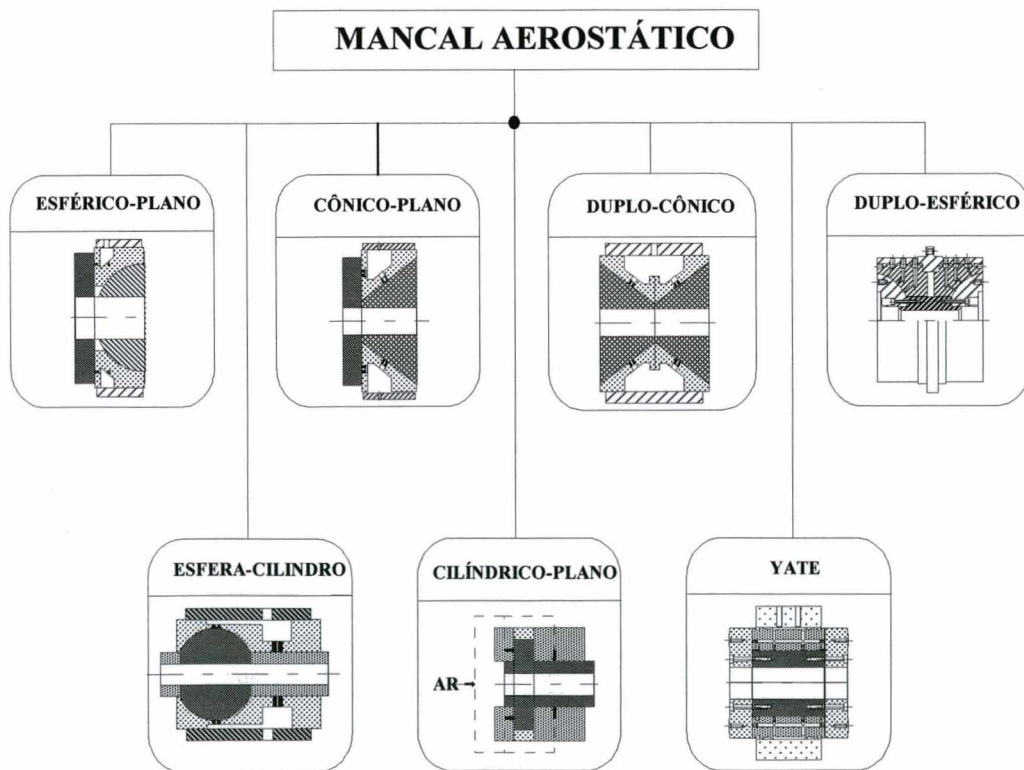 MANCAL AEROSTÁTICO
ESFÉRICO-PLANO
CÔNICO-PLANO
DUPLO-CÔNICO
DUPLO-ESFÉRICO
ESFERA-CILINDRO
CILÍNDRICO-PLANO
YATE
AR